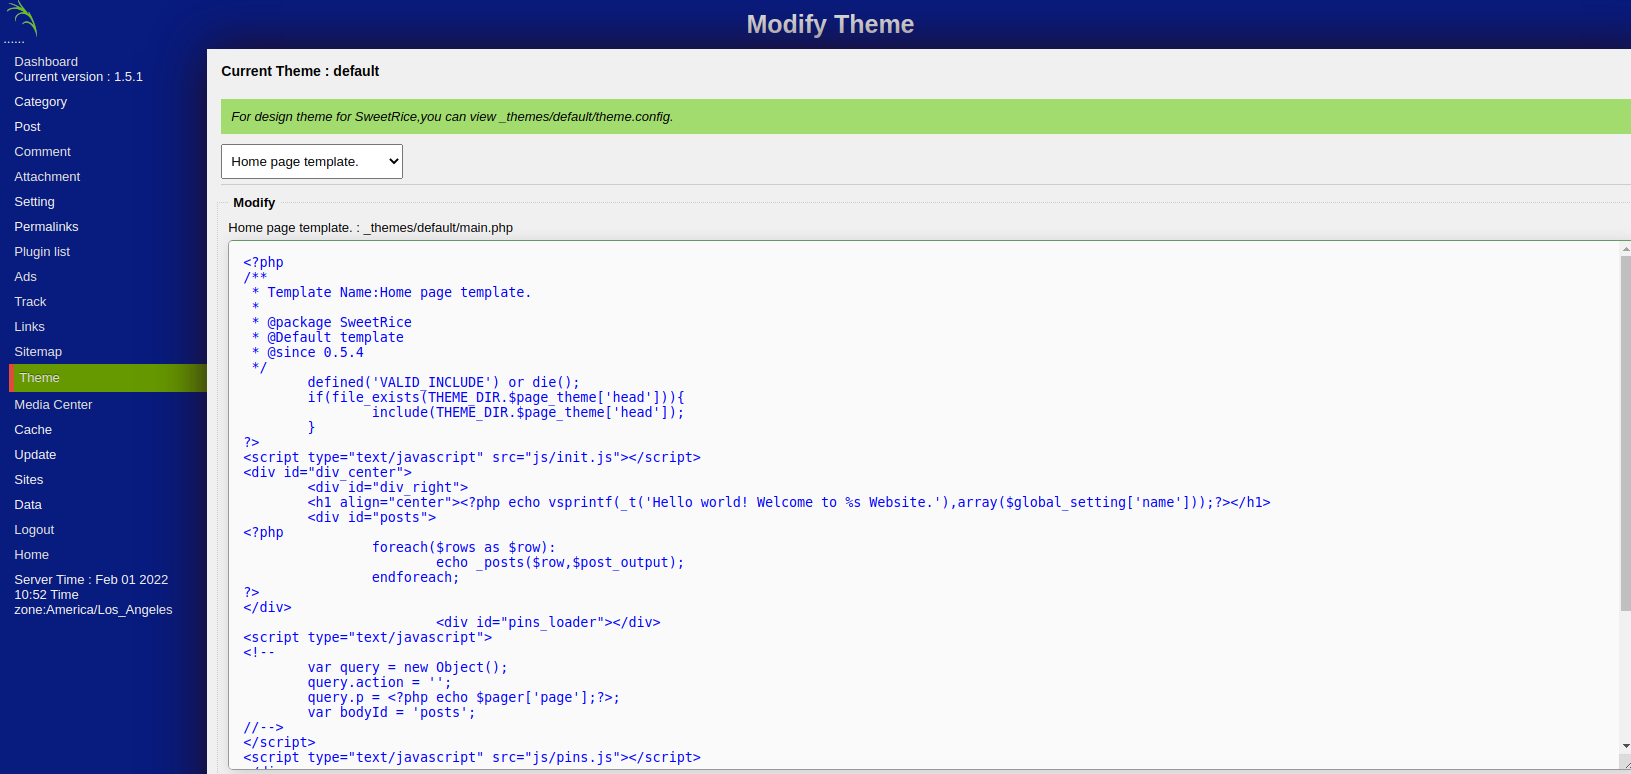 Modify Theme
......
Dashboard
Current version : 1.5.1
Category
Post
Comment
Attachment
Setting
Permalinks
Plugin list
Ads
Track
Links
Sitemap
Theme
Media Center
Cache
Update
Sites
Data
Logout
Home
Server Time : Feb 01 2022
10:52 Time
zone:America/Los_Angeles
Current Theme : default
For design theme for SweetRice,you can view _themes/default/theme.config.
Home page template.
Modify
Home page template. : _themes/default/main.php
<?php
/**
 * Template Name:Home page template.
 *
 * @package SweetRice
 * @Default template
 * @since 0.5.4
 */
        defined('VALID_INCLUDE') or die();
        if(file_exists(THEME_DIR.$page_theme['head'])){
                include(THEME_DIR.$page_theme['head']);
        }
?>
<script type="text/javascript" src="js/init.js"></script>
<div id="div_center">
        <div id="div_right">
        <h1 align="center"><?php echo vsprintf(_t('Hello world! Welcome to %s Website.'),array($global_setting['name']));?></h1>
        <div id="posts">
<?php
                foreach($rows as $row):
                        echo _posts($row,$post_output);
                endforeach;
?>
</div>
                        <div id="pins_loader"></div>
<script type="text/javascript">
<!--
        var query = new Object();
        query.action = '';
        query.p = <?php echo $pager['page'];?>;
        var bodyId = 'posts';
//-->
</script>
<script type="text/javascript" src="js/pins.js"></script>